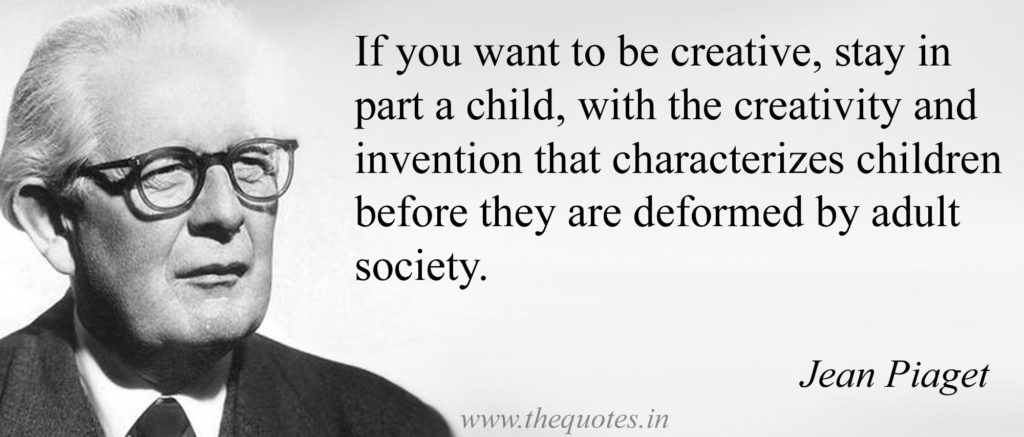 If you want to be creative, stay in
part a child, with the creativity and
invention that characterizes children
before they are deformed by adult
society.
Jean Piaget
www.thequotes.in